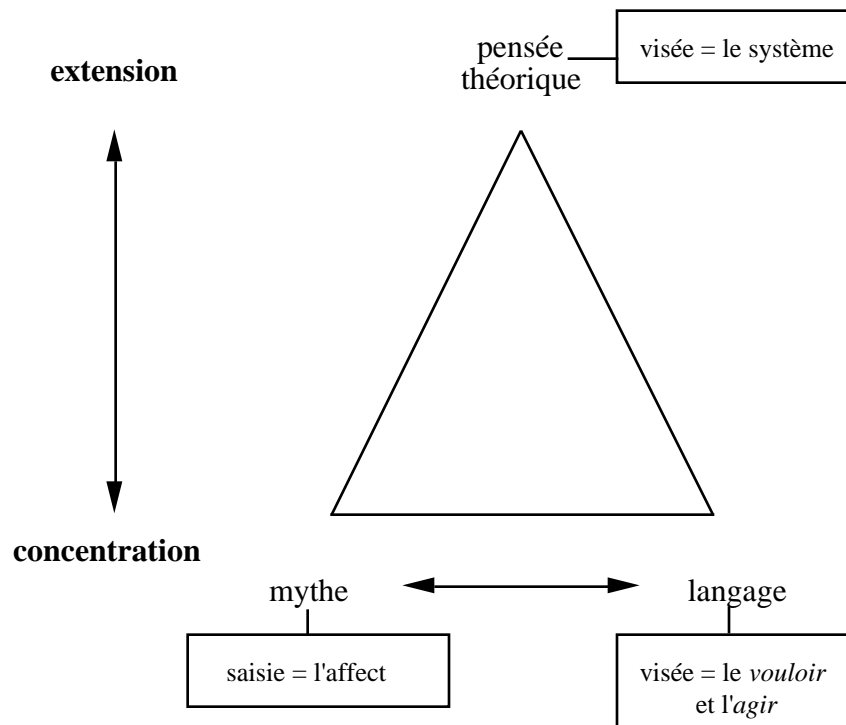 extension
pensée
théorique
visée = le système
concentration
mythe
langage
saisie = l'affect
visée = le vouloir
et l'agir